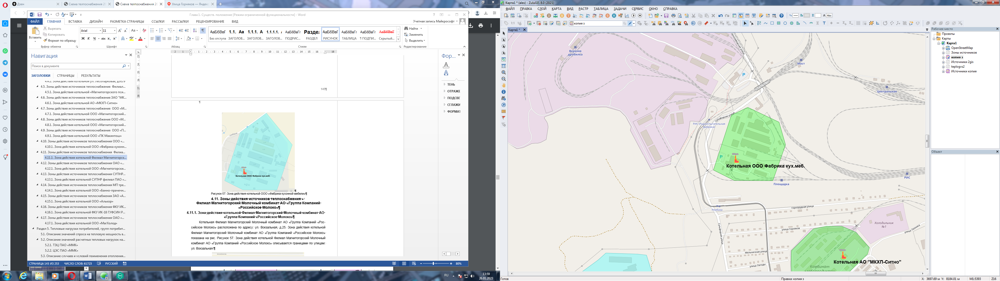 Дзен
Схема телпоснабжения 20
Схема телпоснабжения 20
Улица Горняков — Яндекс
Глава 1. Существ. положение [Режим ограниченной функциональности] - Word
ФАЙЛ ГЛАВНАЯ ВСТАВКА ДИЗАЙН РАЗМЕТКА СТРАНИЦЫ ССЫЛКИ РАССЫЛКИ РЕЦЕНЗИРОВАНИЕ ВИД
Учетная запись Майкрософт
Вставить
Вырезать
Копировать
Формат по образцу
Буфер обмена
Arial 11
Шрифт
Абзац
АаБбВвГ 1.1. Аа 1.1.1. А 1.1.1.1. АаБбВвГг Раздел АаБбВвГ АаБбВвГг АаБбВвГг АаБбВвГ
Без отступа ЗАГОЛОВ... ЗАГОЛОВ... ЗАГОЛОВ... ПОДРИС... РАЗДЕЛ РИСУНОК ТАБЛИЦА ¶ ПОДПИ... Скрытый...
Стили
Найти
Заменить
Выделить
Редактирование
Навигация
Поиск в документе
ЗАГОЛОВКИ СТРАНИЦЫ РЕЗУЛЬТАТЫ
4.4.2. Зона действия котельной ул. Лесопарковая, д.93/9
4.5. Зоны действия источников теплоснабжения Филиал...
4.5.1. Зона действия котельной «Магнитогорского пси...
4.6. Зоны действия источников теплоснабжения ЗАО "МК...
4.6.1. Зона действия котельной АО «МКХП-Ситно»
4.7. Зоны действия источников теплоснабжения ООО «М...
4.7.1. Зона действия котельной ООО «Магнитогорский...
4.8. Зоны действия источников теплоснабжения ООО «М...
4.8.1. Зона действия котельной ООО «Магнитогорский...
4.9. Зоны действия источников теплоснабжения ООО «П...
4.9.1. Зона действия котельной ООО «ПК Макинтош»
4.10. Зоны действия источников теплоснабжения ООО «...
4.10.1. Зона действия котельной ООО «Фабрика кухонн...
4.11. Зоны действия источников теплоснабжения Филиа...
4.11.1. Зона действия котельной Филиал Магнитогорск...
4.12. Зоны действия источников теплоснабжения ОАО «...
4.12.1. Зона действия котельной ООО «Магнитогорски...
4.13. Зоны действия источников теплоснабжения СУПНР...
4.13.1. Зона действия котельной СУПНР филиал ПАО «...
4.14. Зоны действия источников теплоснабжения МП тре...
4.14.1. Зона действия котельной ООО «Банно-прачечн...
4.15. Зоны действия источников теплоснабжения ЗАО «А...
4.15.1. Зона действия котельной ООО «Алькор»
4.16. Зоны действия источников теплоснабжения ФКУ ИК...
4.16.1. Зона действия котельной ФКУ ИК-18 ГУФСИН Р...
4.17. Зоны действия источников теплоснабжения ОАО «...
4.17.1. Зона действия котельной ООО «МагХолод»
Раздел 5. Тепловые нагрузки потребителей, групп потребит...
5.1. Описание значений спроса на тепловую мощность в...
5.2. Описание значений расчетных тепловых нагрузок на...
5.2.1. ТЭЦ ПАО «ММК»
5.2.2. ЦЭС ПАО «ММК»
5.3. Описание случаев и условий применения отопления...
145¶
Котельная ООО Фабрика кух.меб.
Рисунок 57. Зона действия котельной ООО «Фабрика кухонной мебели»¶
4.11. Зоны действия источников теплоснабжения
Филиал Магнитогорский Молочный комбинат АО «Группа Компаний
«Российское Молоко»¶
4.11.1. Зона действия котельной Филиал Магнитогорский Молочный комбинат АО
«Группа Компаний «Российское Молоко»¶
Котельная Филиал Магнитогорский Молочный комбинат АО «Группа Компаний «Рос-
сийское Молоко» расположена по адресу: ул. Вокзальная, д.25. Зона действия котельной
Филиал Магнитогорский Молочный комбинат АО «Группа Компаний «Российское Молоко»
показана на рис. Рисунок 57. Зона действия котельной Филиал Магнитогорский Молочный
комбинат АО «Группа Компаний «Российское Молоко» описывается границами по улицам:
ул. Вокзальная.¶
Фор...
ТЕНЬ
ОТРАЖЕ
ПОДСВЕ
СГЛАЖИ
ФОРМАТ
СТРАНИЦА 145 ИЗ 253 ЧИСЛО СЛОВ: 61723 РУССКИЙ 80%
RU 13:59
26.01.2023
Карта1 * (alex) - ZuluGIS 8.0 (2021)
ФАЙЛ ПРАВКА СЛОЙ КАРТА ВИД РАСТР ТАБЛИЦА ЗАДАЧИ СЕРВИС ОКНО СПРАВКА
копия з
Карта1 *
Верхняя
дробилка
Горнозаводская улица
Мост
Центральная
P
Сульфидная улица
РИС (Рудоиспытательная
фабрика)
P
Котельная ООО Фабрика кух.меб.
Площадка
РИС
Рембаза
Горнорудная улица
Холодильник
№1
улица Горняков
улица Лазника
Сульфидная улица
Мельничная улица
улица Лагоды
Котельная АО "МКХП-Ситно"
Комбинат
хлебопродуктов
Рабочее место
Проекты
Карты
Карта1
OpenStreetMap
Зоны источников
копия з
Источники 2gis
teplogvs2
Источники копия
Объект
Готов
Правка: копия з
X: 3697.69 м Y: 8184.01 м M1:5393 Z16